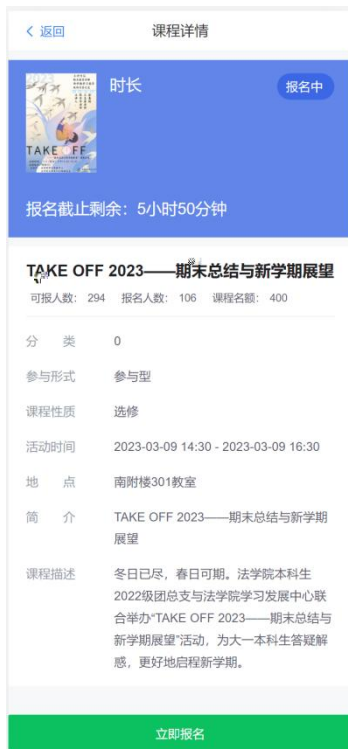 返回
课程详情
2023
TAKE OFF
时长
报名中
报名截止剩余：5小时50分钟
TAKE OFF 2023——期末总结与新学期展望
可报人数： 294 报名人数： 106 课程名额： 400
分 类 0
参与形式 参与型
课程性质 选修
活动时间 2023-03-09 14:30 - 2023-03-09 16:30
地 点 南附楼301教室
简 介 TAKE OFF 2023——期末总结与新学期
展望
课程描述 冬日已尽，春日可期。法学院本科生
2022级团总支与法学院学习发展中心联
合举办“TAKE OFF 2023——期末总结与
新学期展望”活动，为大一本科生答疑解
惑，更好地启程新学期。
立即报名